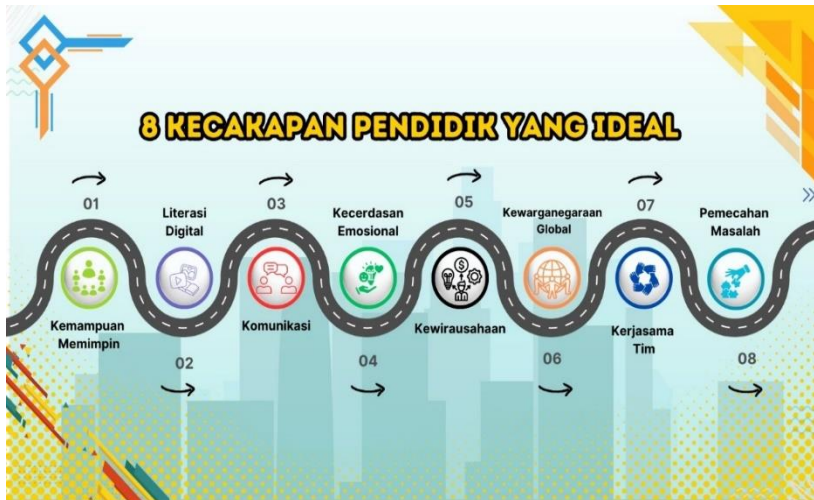 8 KECAKAPAN PENDIDIK YANG IDEAL
01
Kemampuan
Memimpin
Literasi
Digital
02
03
Komunikasi
Kecerdasan
Emosional
04
05
Kewirausahaan
Kewarganegaraan
Global
06
07
Kerjasama
Tim
Pemecahan
Masalah
08